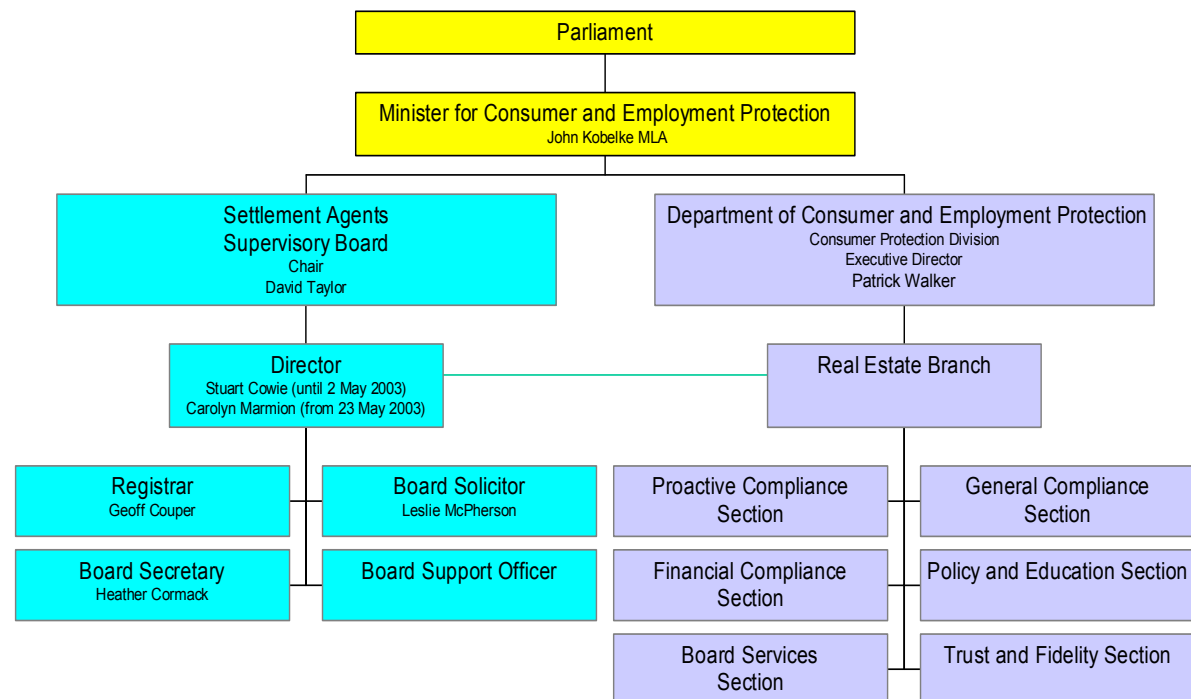 Parliament
Minister for Consumer and Employment Protection
John Kobelke MLA
Settlement Agents
Supervisory Board
Chair
David Taylor
Department of Consumer and Employment Protection
Consumer Protection Division
Executive Director
Patrick Walker
Director
Stuart Cowie (until 2 May 2003)
Carolyn Marmion (from 23 May 2003)
Real Estate Branch
Registrar
Geoff Couper
Board Solicitor
Leslie McPherson
Proactive Compliance
Section
General Compliance
Section
Board Secretary
Heather Cormack
Board Support Officer
Financial Compliance
Section
Policy and Education Section
Board Services
Section
Trust and Fidelity Section